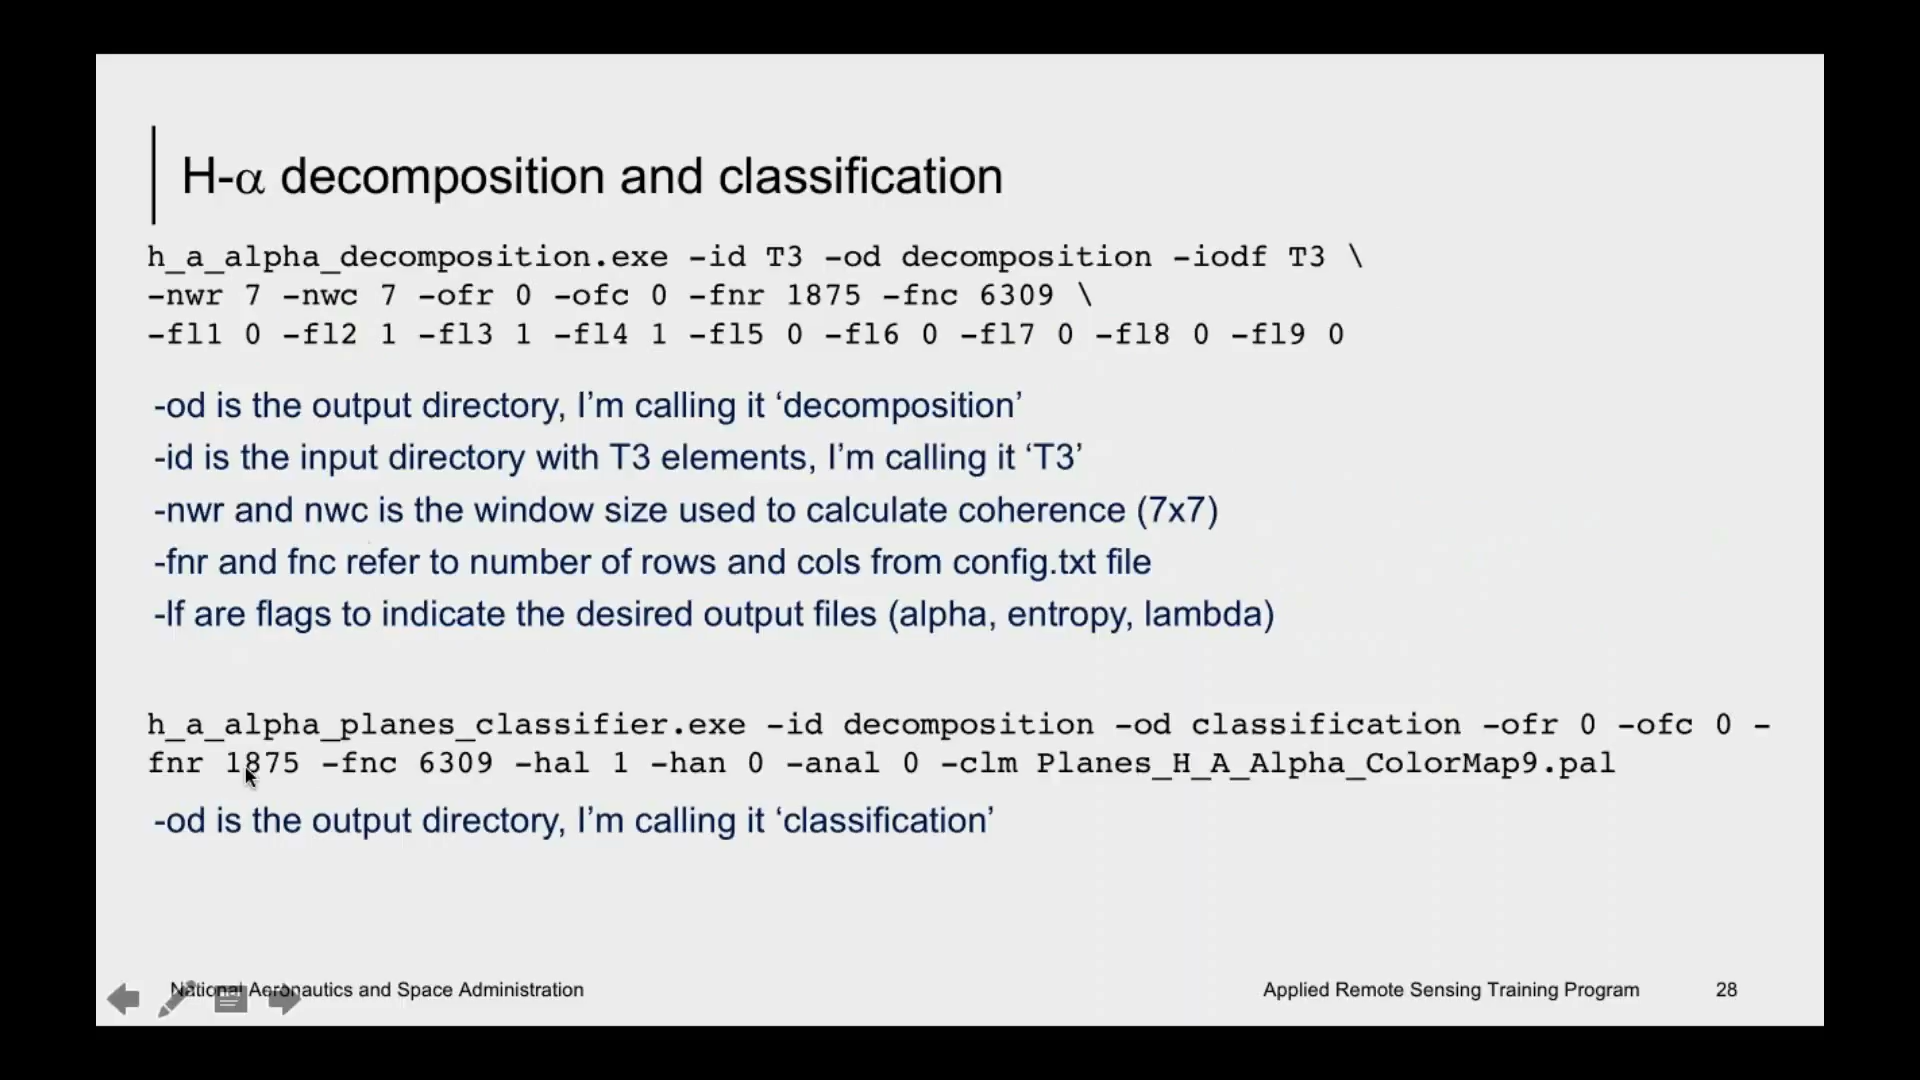 H-α decomposition and classification
h_a_alpha_decomposition.exe -id T3 -od decomposition -iodf T3 \
-nwr 7 -nwc 7 -ofr 0 -ofc 0 -fnr 1875 -fnc 6309 \
-fl1 0 -fl2 1 -fl3 1 -fl4 1 -fl5 0 -fl6 0 -fl7 0 -fl8 0 -fl9 0
-od is the output directory, I’m calling it ‘decomposition’
-id is the input directory with T3 elements, I’m calling it ‘T3’
-nwr and nwc is the window size used to calculate coherence (7x7)
-fnr and fnc refer to number of rows and cols from config.txt file
-lf are flags to indicate the desired output files (alpha, entropy, lambda)
h_a_alpha_planes_classifier.exe -id decomposition -od classification -ofr 0 -ofc 0 -
fnr 1875 -fnc 6309 -hal 1 -han 0 -anal 0 -clm Planes_H_A_Alpha_ColorMap9.pal
-od is the output directory, I’m calling it ‘classification’
National Aeronautics and Space Administration
Applied Remote Sensing Training Program
28